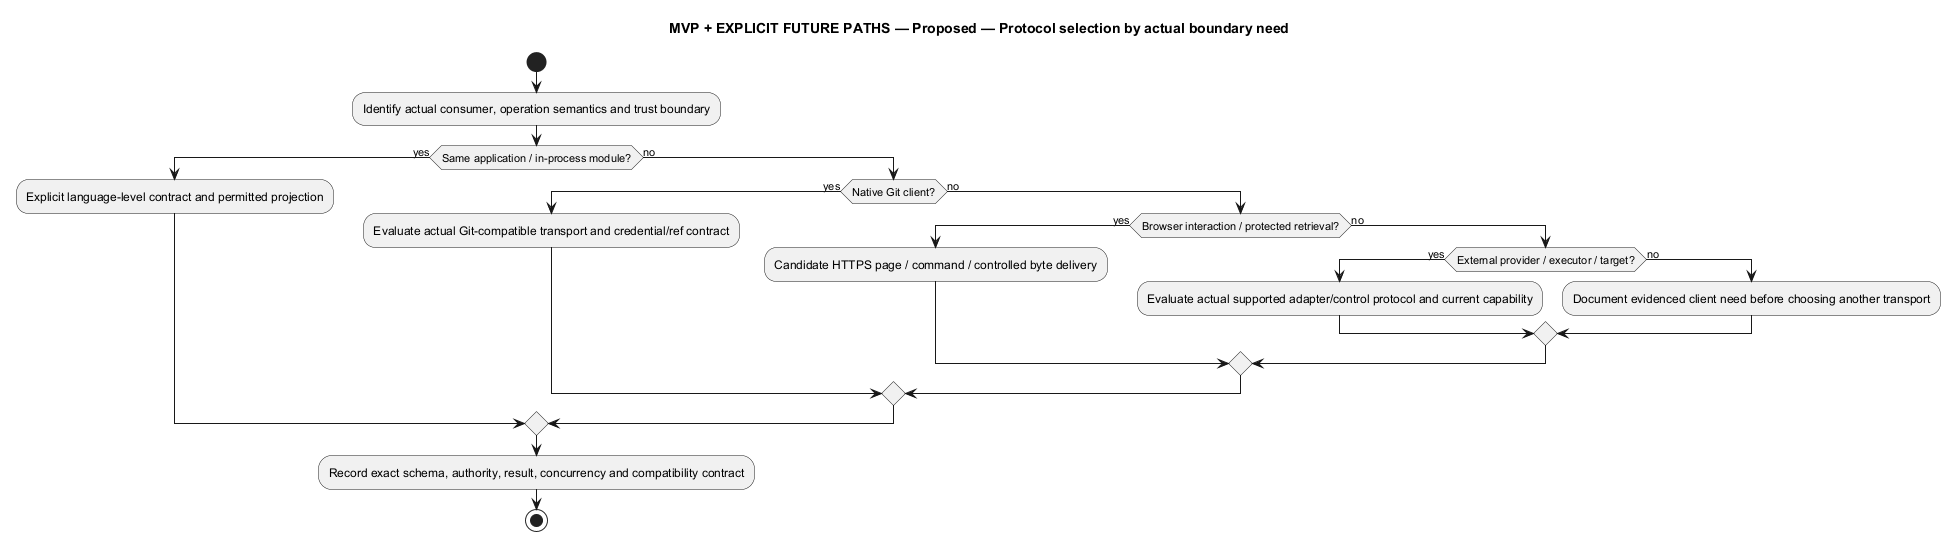 MVP + EXPLICIT FUTURE PATHS — Proposed — Protocol selection by actual boundary need
Identify actual consumer, operation semantics and trust boundary
yes
Same application / in-process module?
no
Explicit language-level contract and permitted projection
yes
Native Git client?
no
Evaluate actual Git-compatible transport and credential/ref contract
yes
Browser interaction / protected retrieval?
no
Candidate HTTPS page / command / controlled byte delivery
yes
External provider / executor / target?
no
Evaluate actual supported adapter/control protocol and current capability
Document evidenced client need before choosing another transport
Record exact schema, authority, result, concurrency and compatibility contract